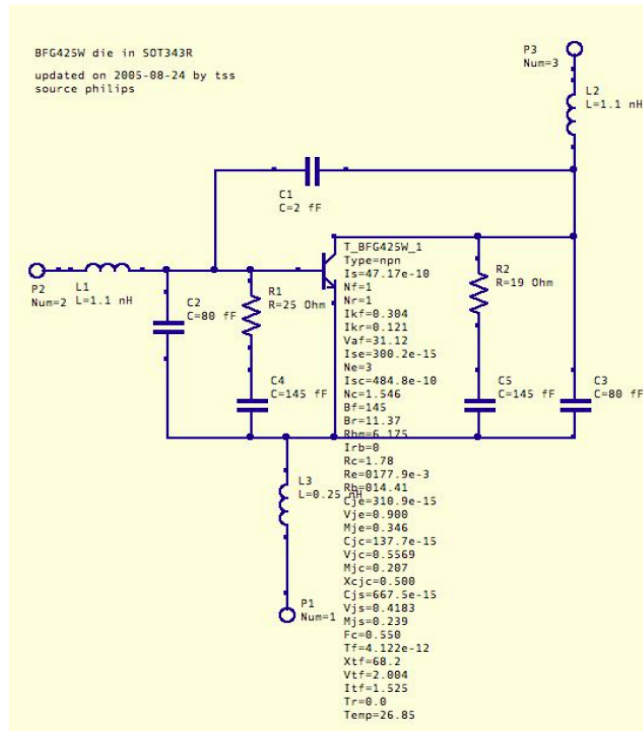 BFG425W die in SOT343R
updated on 2005-08-24 by tss
source philips
P3
Num=3
L2
L=1.1 nH
C1
C=2 fF
P2
Num=2
L1
L=1.1 nH
C2
C=80 fF
R1
R=25 Ohm
C4
C=145 fF
T_BFG425W_1
Type=npn
Is=47.17e-18
Nf=1
Nr=1
Ikf=0.304
Ikr=0.121
Vaf=31.12
Ise=300.2e-15
Ne=3
Isc=484.8e-18
Nc=1.546
Bf=145
Br=11.37
Rbm=6.175
Irb=0
Rc=1.78
Re=0177.9e-3
Rb=014.41
Cje=310.9e-15
Vje=0.900
Mje=0.346
Cjc=137.7e-15
Vjc=0.5569
Mjc=0.207
Xcjc=0.500
Cjs=667.5e-15
Vjs=0.4183
Mjs=0.239
Fc=0.550
Tf=4.122e-12
Xtf=68.2
Vtf=2.004
Itf=1.525
Tr=0.0
Temp=26.85
R2
R=19 Ohm
C5
C=145 fF
C3
C=80 fF
L3
L=0.25 nH
P1
Num=1